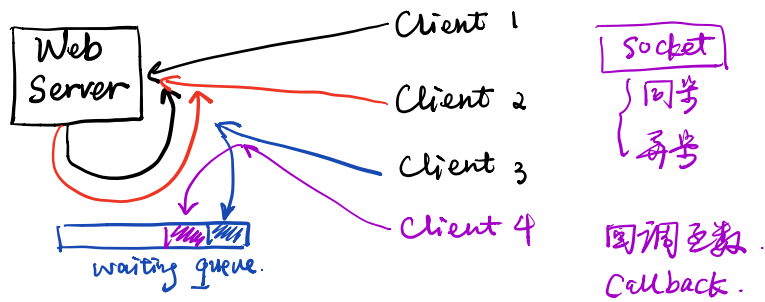 Web
Server
Client 1
Client 2
Client 3
Client 4
waiting queue.
Socket
同步
异步
回调函数.
Callback.